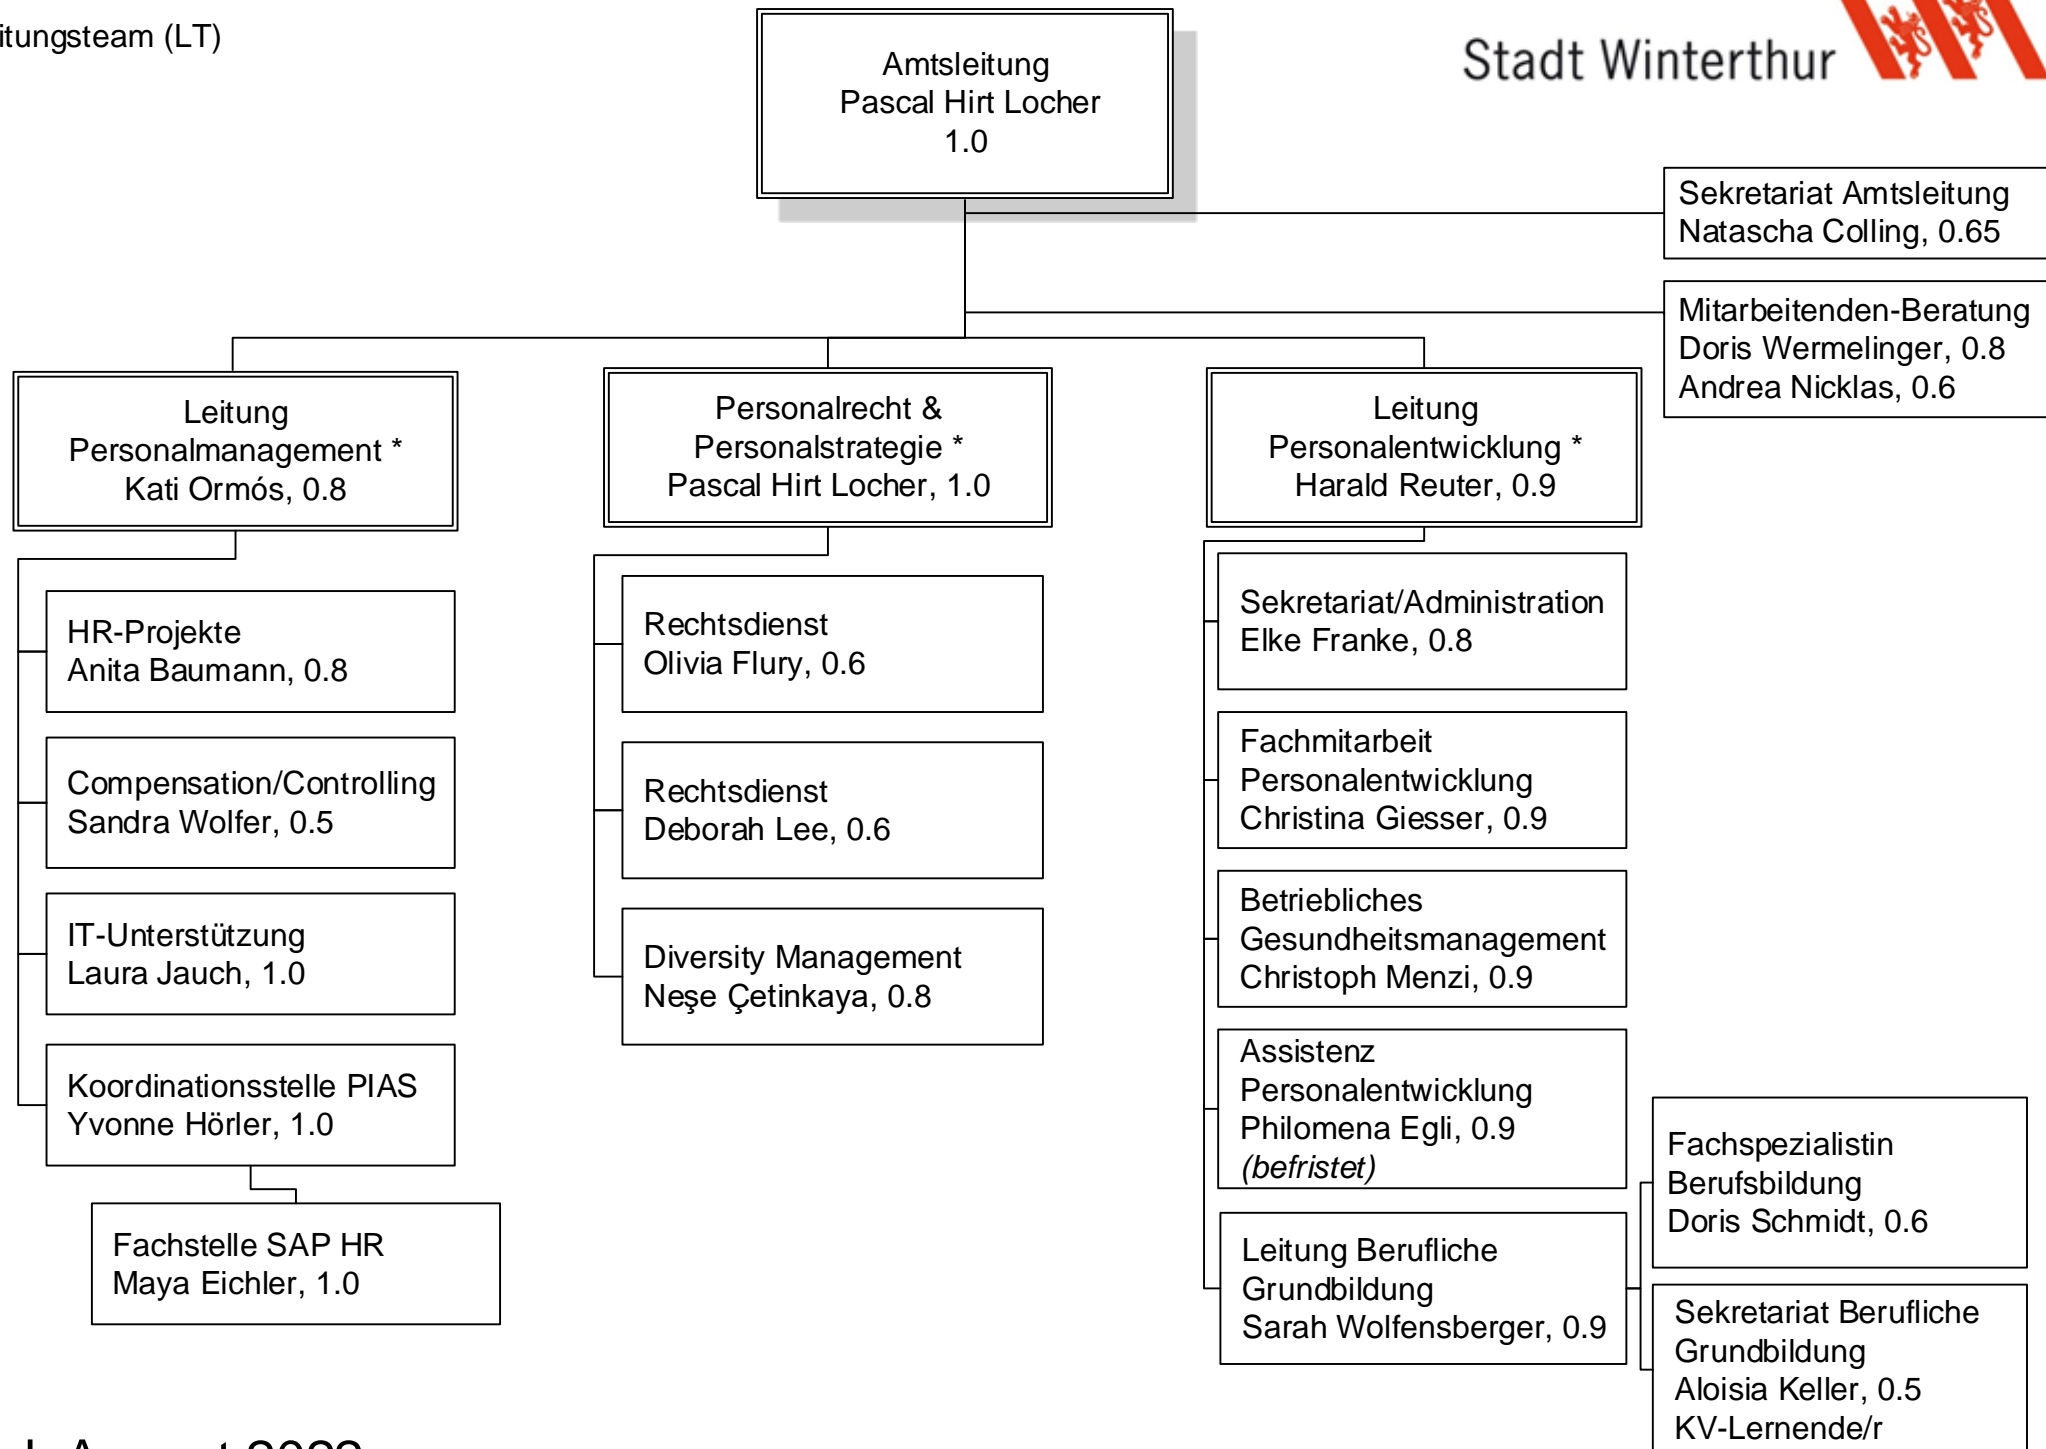 (LT)
Stadt Winterthur
Amtsleitung
Pascal Hirt Locher
1.0
Sekretariat Amtsleitung
Natascha Colling, 0.65
Mitarbeitenden-Beratung
Doris Wermelinger, 0.8
Andrea Nicklas, 0.6
Leitung
Personalmanagement *
Kati Ormós, 0.8
Personalrecht &
Personalstrategie *
Pascal Hirt Locher, 1.0
Leitung
Personalentwicklung *
Harald Reuter, 0.9
HR-Projekte
Anita Baumann, 0.8
Compensation/Controlling
Sandra Wolfer, 0.5
IT-Unterstützung
Laura Jauch, 1.0
Koordinationsstelle PIAS
Yvonne Hörler, 1.0
Fachstelle SAP HR
Maya Eichler, 1.0
Rechtsdienst
Olivia Flury, 0.6
Rechtsdienst
Deborah Lee, 0.6
Diversity Management
Neşe Çetinkaya, 0.8
Sekretariat/Administration
Elke Franke, 0.8
Fachmitarbeit
Personalentwicklung
Christina Giesser, 0.9
Betriebliches
Gesundheitsmanagement
Christoph Menzi, 0.9
Assistenz
Personalentwicklung
Philomena Egli, 0.9
(befristet)
Leitung Berufliche
Grundbildung
Sarah Wolfensberger, 0.9
Fachspezialistin
Berufsbildung
Doris Schmidt, 0.6
Sekretariat Berufliche
Grundbildung
Aloisia Keller, 0.5
KV-Lernende/r